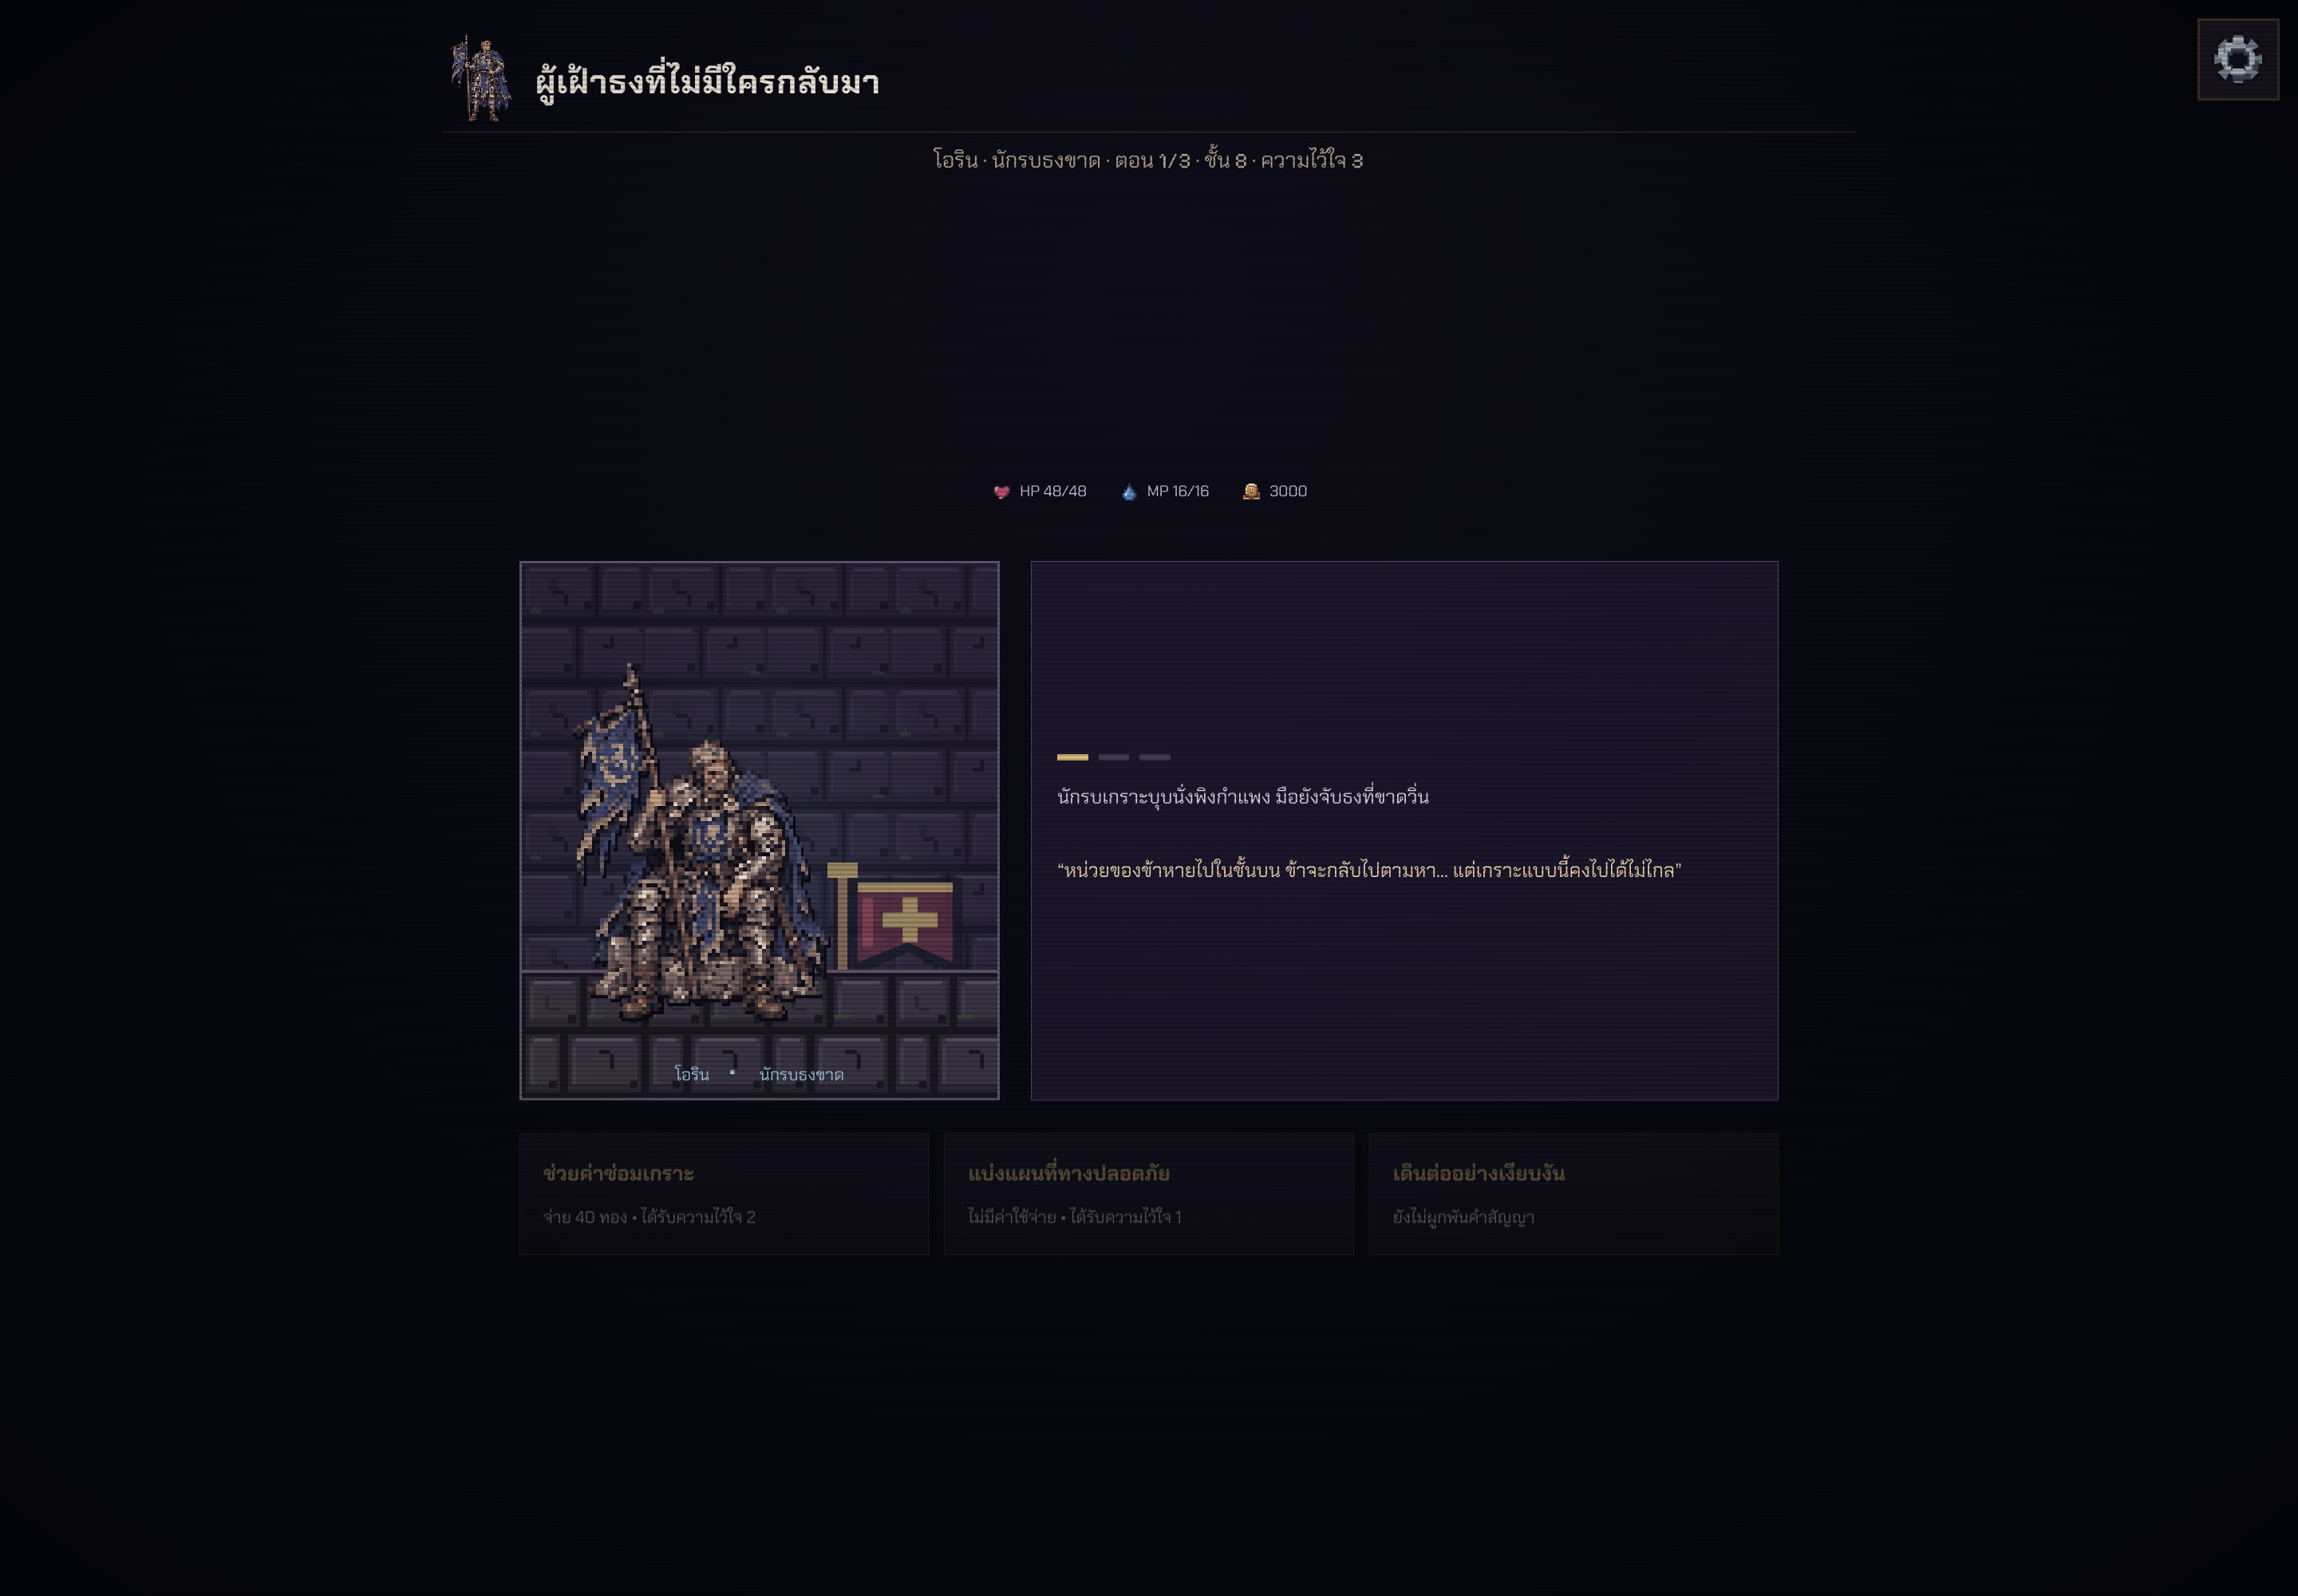 ผู้เฝ้าธงที่ไม่มีใครกลับมา
โอริน · นักรบธงขาด · ตอน 1/3 · ชั้น 8 · ความไว้ใจ 3
HP 48/48 MP 16/16 3000
นักรบเกราะบุบนั่งพิงกำแพง มือยังจับธงที่ขาดวิ่น
“หน่วยของข้าหายไปในชั้นบน ข้าจะกลับไปตามหา... แต่เกราะแบบนี้คงไปได้ไม่ไกล”
โอริน · นักรบธงขาด
ช่วยค่าซ่อมเกราะ
จ่าย 40 ทอง • ได้รับความไว้ใจ 2
แบ่งแผนที่ทางปลอดภัย
ไม่มีค่าใช้จ่าย • ได้รับความไว้ใจ 1
เดินต่ออย่างเงียบงัน
ยังไม่ผูกพันคำสัญญา